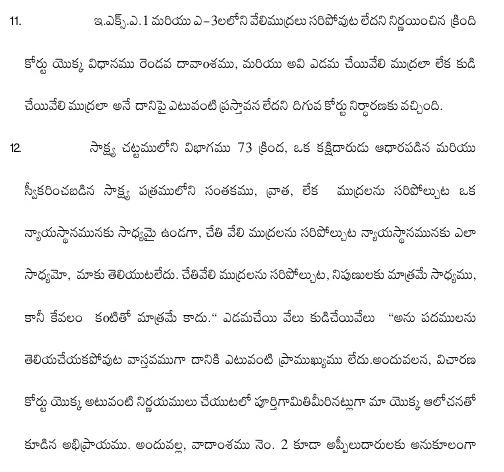 11. ఇ.ఎక్స్.ఎ.1 మరియు ఎ-3లలోని వేలిముద్రలు సరిపోవుట లేదని నిర్ణయించిన క్రింది
కోర్టు యొక్క విధానము రెండవ దావాంశము, మరియు అవి ఎడమ చేయివేలి ముద్రలా లేక కుడి
చేయివేలి ముద్రలా అనే దానిపై ఎటువంటి ప్రస్తావన లేదని దిగువ కోర్టు నిర్ధారణకు వచ్చింది.
12. సాక్ష్య చట్టములోని విభాగము 73 క్రింద, ఒక కక్షిదారుడు ఆధారపడిన మరియు
స్వీకరించబడిన సాక్ష్య పత్రములోని సంతకము, వ్రాత, లేక ముద్రలను సరిపోల్చుట ఒక
న్యాయస్థానమునకు సాధ్యమై ఉండగా, చేతి వేలి ముద్రలను సరిపోల్చుట న్యాయస్థానమునకు ఎలా
సాధ్యమో, మాకు తెలియుటలేదు. చేతివేలి ముద్రలను సరిపోల్చుట, నిపుణులకు మాత్రమే సాధ్యము,
కానీ కేవలం కంటితో మాత్రమే కాదు.“ ఎడమచేయి వేలు కుడిచేయివేలు “అను పదములను
తెలియచేయకపోవుట వాస్తవముగా దానికి ఎటువంటి ప్రాముఖ్యము లేదు.అందువలన, విచారణ
కోర్టు యొక్క అటువంటి నిర్ణయములు చేయుటలో పూర్తిగామితిమీరినట్లుగా మా యొక్క ఆలోచనతో
కూడిన అభిప్రాయము. అందువల్ల, వాదాంశము నెం. 2 కూడా అప్పీలుదారులకు అనుకూలంగా